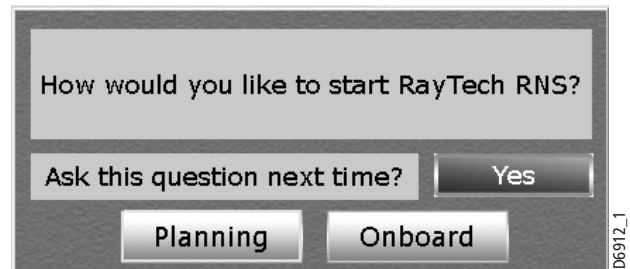 How would you like to start RayTech RNS?
Ask this question next time? Yes
Planning Onboard
D6912_1